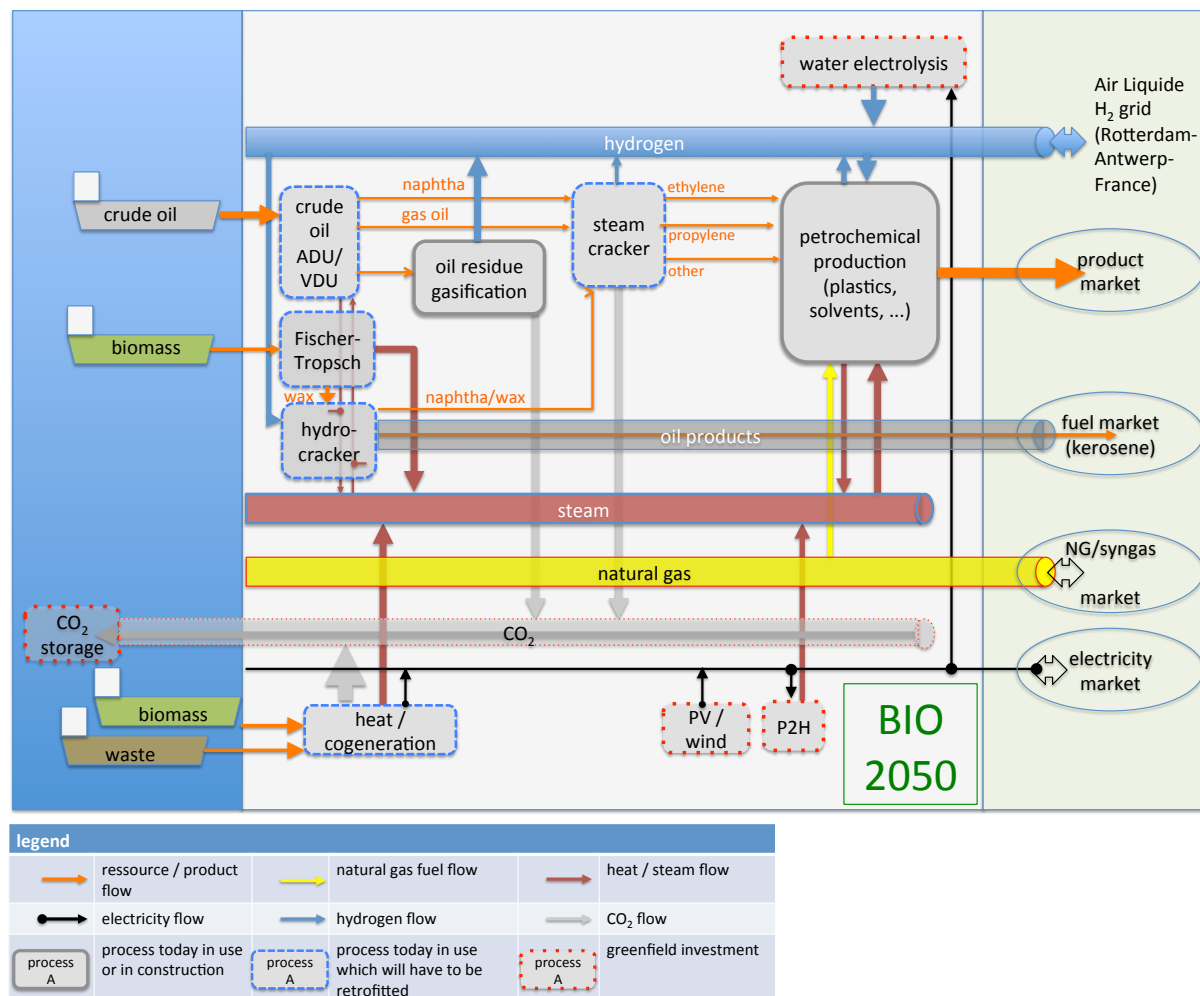 water electrolysis
Air Liquide
H₂ grid
(Rotterdam-
Antwerp-
France)
hydrogen
crude oil
crude
oil
ADU/
VDU
naphtha
gas oil
oil residue
gasification
steam
cracker
ethylene
propylene
other
petrochemical
production
(plastics,
solvents, ...)
product
market
biomass
Fischer-
Tropsch
wax
naphtha/wax
hydro-
cracker
oil products
fuel market
(kerosene)
steam
natural gas
NG/syngas
market
CO₂
storage
CO₂
electricity
market
biomass
waste
heat /
cogeneration
PV /
wind
P2H
BIO
2050
legend
ressource / product
flow
natural gas fuel flow
heat / steam flow
electricity flow
hydrogen flow
CO₂ flow
process
A
process today in use
or in construction
process
A
process today in use
which will have to be
retrofitted
process
A
greenfield investment